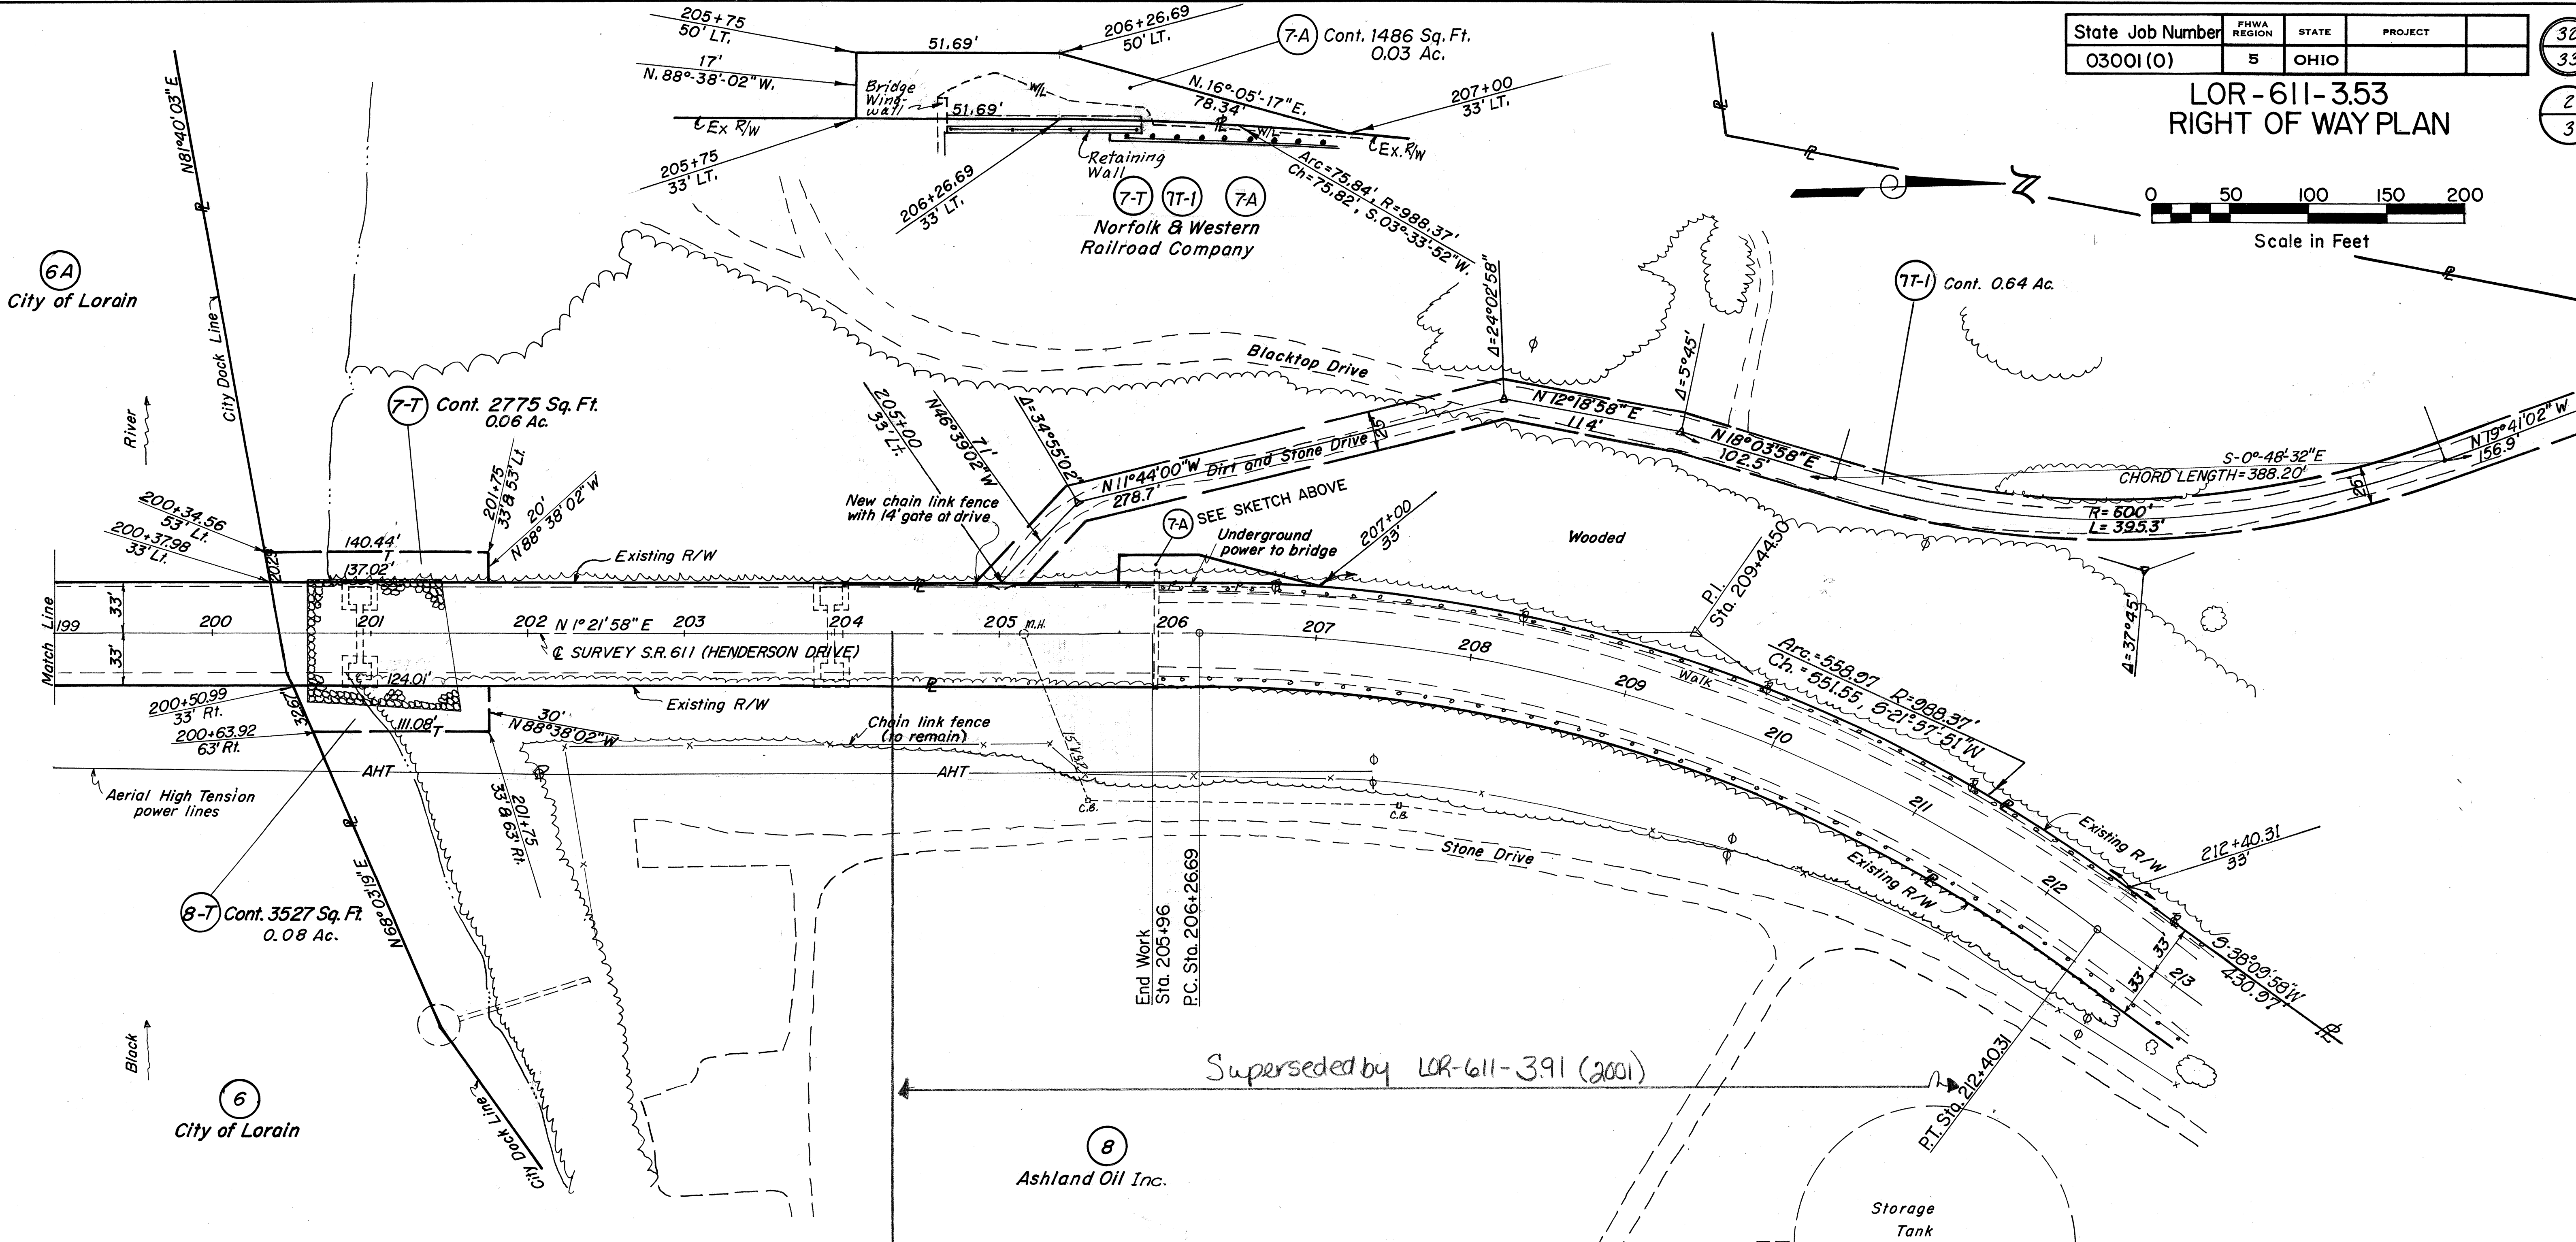 State Job Number FHWA REGION STATE PROJECT
03001(0) 5 OHIO
LOR-611-3.53
RIGHT OF WAY PLAN
0 50 100 150 200
Scale in Feet
205+75
50' LT.
51.69'
206+26.69
50' LT.
7-A Cont. 1486 Sq. Ft.
0.03 Ac.
17'
N. 88°-38'-02" W.
Bridge
Wing-
wall
W/L
51.69'
N. 16°-05'-17" E.
78.34'
207+00
33' LT.
Ex R/W
W/L
Ex. R/W
205+75
33' LT.
206+26.69
33' LT.
Retaining
Wall
Arc=75.84', R=988.37'
Ch=75.82', S.03°-33'-52"W.
7-T 7T-1 7-A
Norfolk & Western
Railroad Company
N81°40'03"E
City Dock Line
6A
City of Lorain
River
7-T Cont. 2775 Sq. Ft.
0.06 Ac.
200+34.56
53' Lt.
200+37.98
33' Lt.
20.29'
140.44'
T
137.02'
201+75
33' & 53' Lt.
20'
N88° 38' 02" W
Existing R/W
205+00
33' Lt.
N46°39'02"W
71'
Δ=34°55'02"
New chain link fence
with 14' gate at drive
Blacktop Drive
N11°44'00"W
278.7'
Dirt and Stone Drive
25'
Δ=24°02'58"
N12°18'58"E
114'
Δ=5°45'
N18°03'58"E
102.5'
7T-1 Cont. 0.64 Ac.
S-0°-48'-32"E
CHORD LENGTH=388.20'
R=600'
L=395.3'
25'
N19°41'02"W
156.9'
Δ=37°45'
7-A SEE SKETCH ABOVE
Underground
power to bridge
207+00
33'
Wooded
P.I.
Sta. 209+44.50
Match Line
33'
33'
199 200 201 202 203 204 205 206 207 208 209 210 211 212 213
N 1° 21' 58" E
SURVEY S.R. 611 (HENDERSON DRIVE)
M.H.
Walk
Arc.=558.97 R=988.37'
Ch.=551.55, S-21°-57'-51"W
Existing R/W
212+40.31
33'
200+50.99
33' Rt.
200+63.92
63' Rt.
32.61'
124.01'
111.08'
T
30'
N88°38'02"W
201+75
33' & 63' Rt.
Existing R/W
Chain link fence
(to remain)
15" V.S.P.
C.B.
C.B.
AHT
AHT
Aerial High Tension
power lines
8-T Cont. 3527 Sq. Ft.
0.08 Ac.
N68°03'19"E
Stone Drive
Existing R/W
End Work
Sta. 205+96
P.C. Sta. 206+26.69
33'
33'
S-38°09'58"W
430.97'
P.T. Sta. 212+40.31
Black
6
City of Lorain
City Dock Line
Superseded by LOR-611-3.91 (2001)
8
Ashland Oil Inc.
Storage
Tank